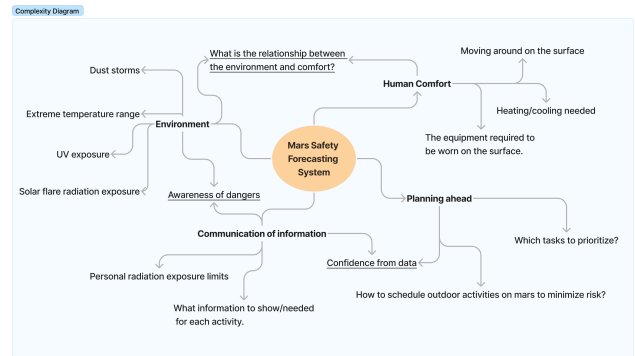 Complexity Diagram
What is the relationship between
the environment and comfort?
Moving around on the surface
Dust storms
Human Comfort
Extreme temperature range
Heating/cooling needed
Environment
The equipment required to
be worn on the surface.
UV exposure
Mars Safety
Forecasting
System
Solar flare radiation exposure
Awareness of dangers
Planning ahead
Communication of information
Which tasks to prioritize?
Confidence from data
Personal radiation exposure limits
How to schedule outdoor activities on mars to minimize risk?
What information to show/needed
for each activity.